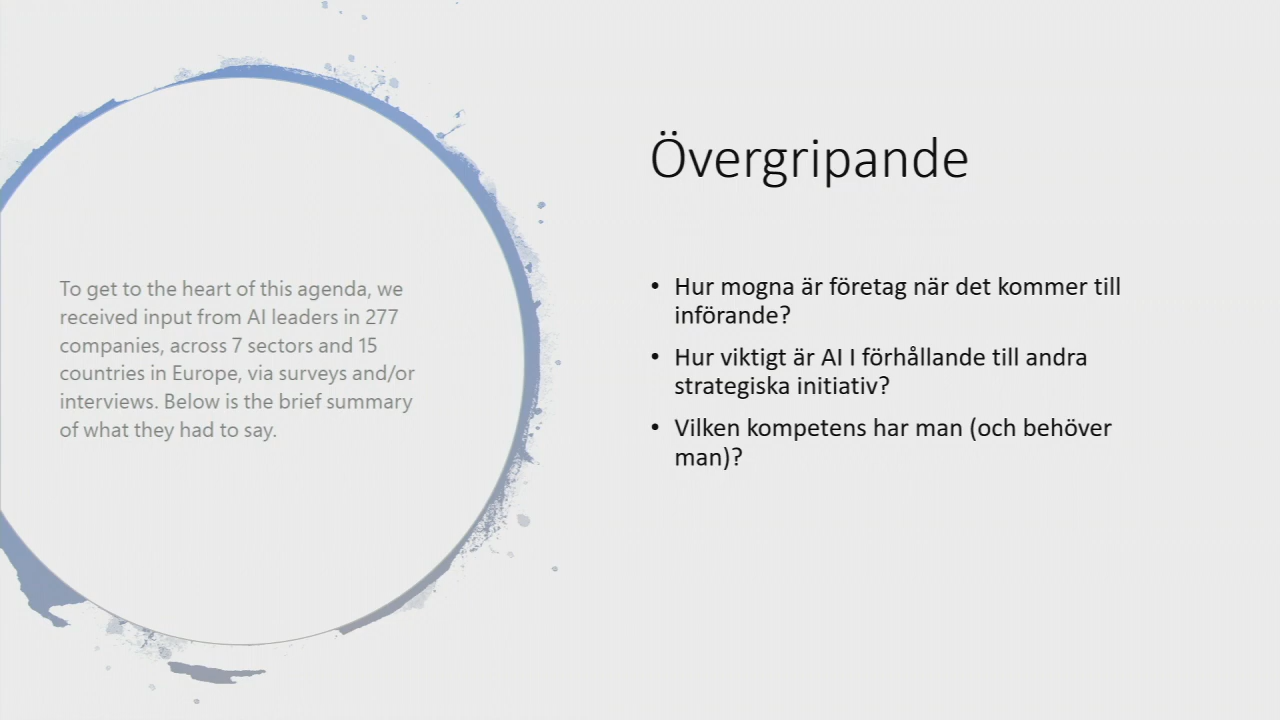 To get to the heart of this agenda, we
received input from AI leaders in 277
companies, across 7 sectors and 15
countries in Europe, via surveys and/or
interviews. Below is the brief summary
of what they had to say.
Övergripande
• Hur mogna är företag när det kommer till
införande?
• Hur viktigt är AI I förhållande till andra
strategiska initiativ?
• Vilken kompetens har man (och behöver
man)?